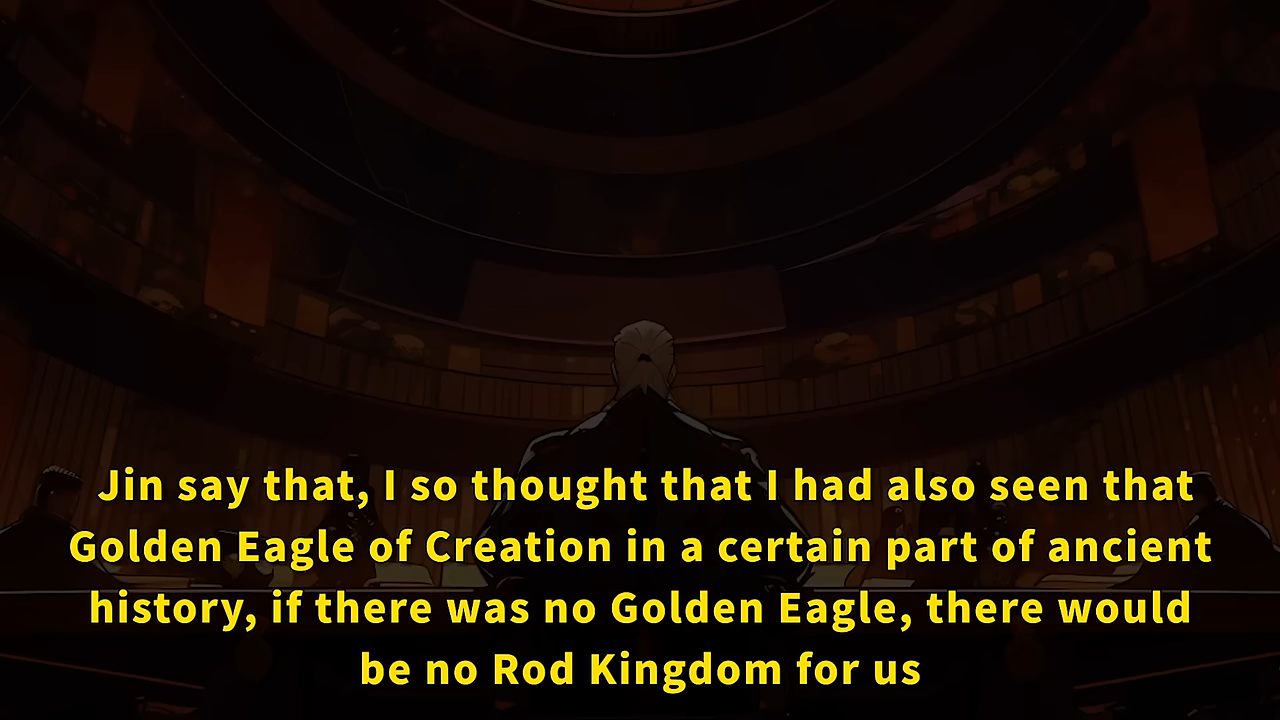 Jin say that, I so thought that I had also seen that
Golden Eagle of Creation in a certain part of ancient
history, if there was no Golden Eagle, there would
be no Rod Kingdom for us